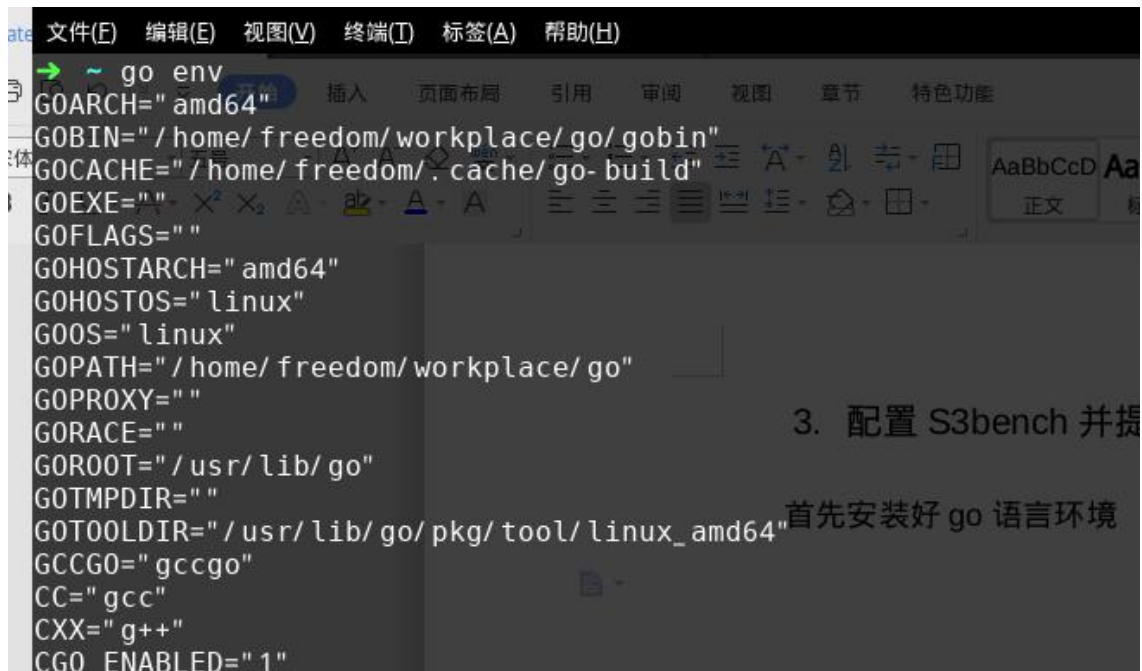 文件(F) 编辑(E) 视图(V) 终端(T) 标签(A) 帮助(H)
➜ ~ go env
开始 插入 页面布局 引用 审阅 视图 章节 特色功能
GOARCH="amd64"
GOBIN="/home/freedom/workplace/go/gobin"
GOCACHE="/home/freedom/.cache/go-build"
AaBbCcD Aa
GOEXE=""
正文
GOFLAGS=""
GOHOSTARCH="amd64"
GOHOSTOS="linux"
GOOS="linux"
GOPATH="/home/freedom/workplace/go"
GOPROXY=""
GORACE=""
3. 配置 S3bench 并提
GOROOT="/usr/lib/go"
GOTMPDIR=""
GOTOOLDIR="/usr/lib/go/pkg/tool/linux_amd64"
首先安装好 go 语言环境
GCCGO="gccgo"
CC="gcc"
CXX="g++"
CGO_ENABLED="1"